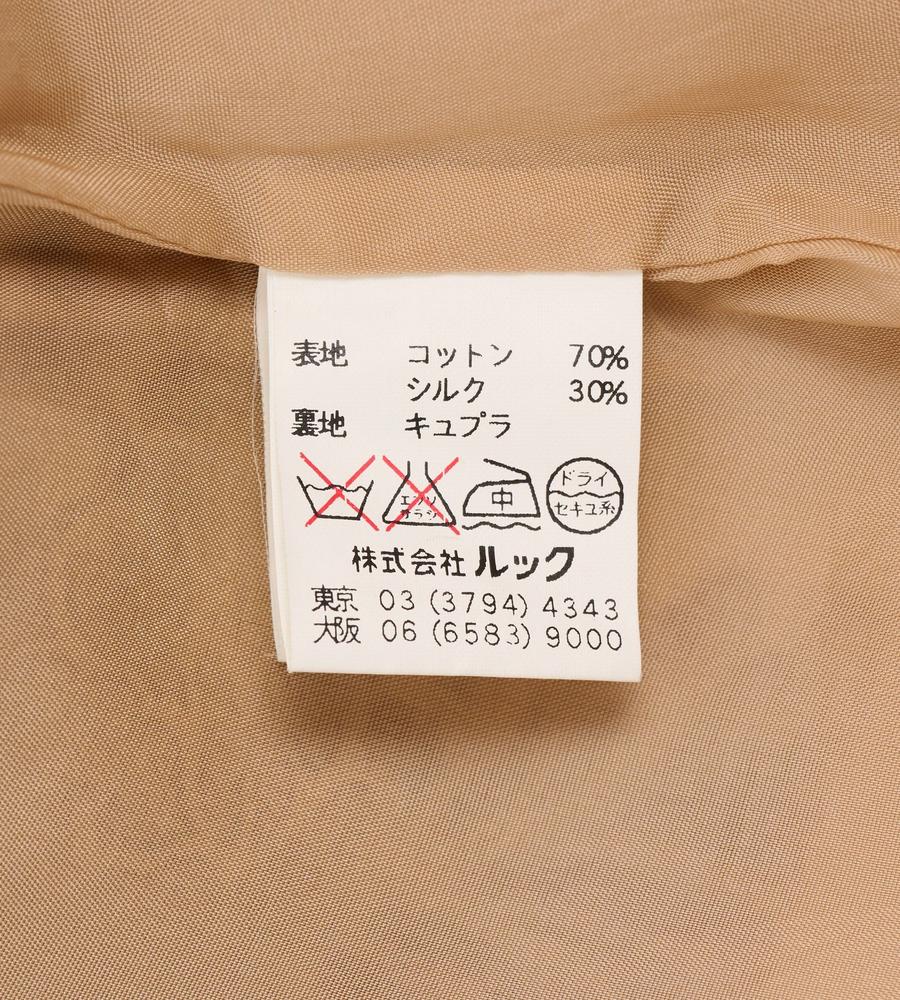 表地 コットン 70%
シルク 30%
裏地 キュプラ
エンソ サラシ 中 ドライ セキユ系
株式会社 ルック
東京 03 (3794) 4343
大阪 06 (6583) 9000